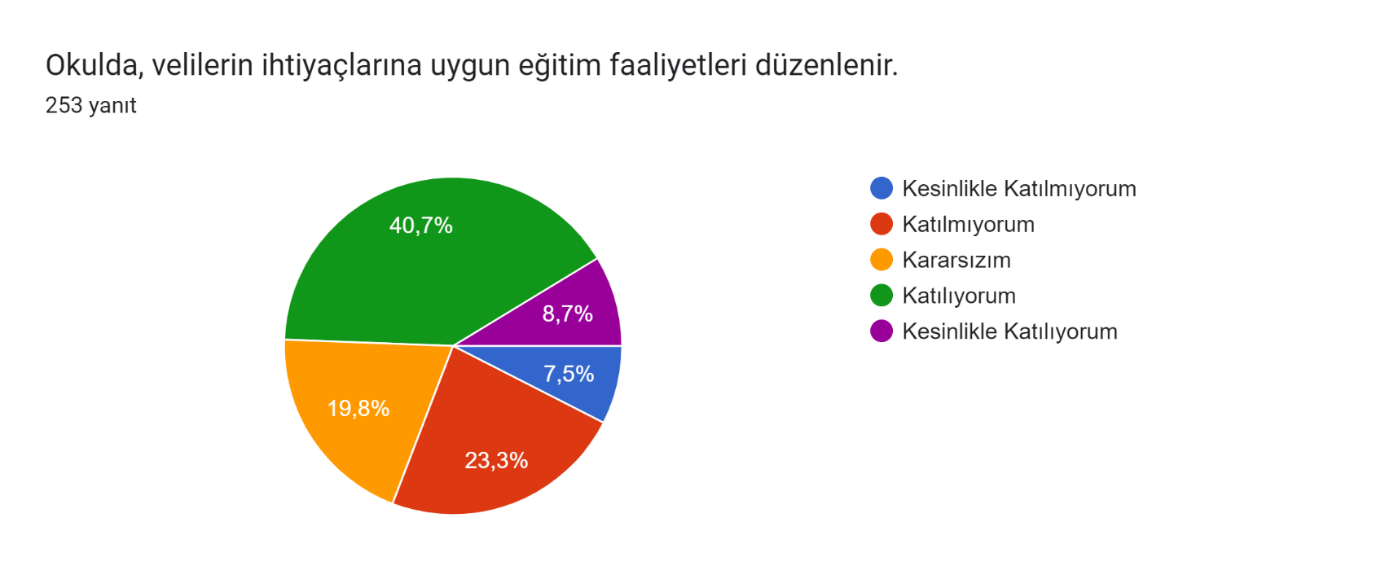 Okulda, velilerin ihtiyaçlarına uygun eğitim faaliyetleri düzenlenir.
253 yanıt
40,7%
8,7%
7,5%
19,8%
23,3%
Kesinlikle Katılmıyorum
Katılmıyorum
Kararsızım
Katılıyorum
Kesinlikle Katılıyorum